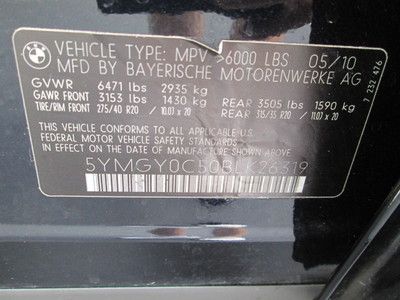 VEHICLE TYPE: MPV >6000 LBS 05/10
MFD BY BAYERISCHE MOTORENWERKE AG
GVWR 6471 lbs 2935 kg
GAWR FRONT 3153 lbs 1430 kg REAR 3505 lbs 1590 kg
TIRE/RIM FRONT 275/40 R20 // 10.0J × 20 REAR 315/35 R20 // 11.0J × 20
THIS VEHICLE CONFORMS TO ALL APPLICABLE
FEDERAL MOTOR VEHICLE SAFETY STANDARDS
IN EFFECT ON THE DATE OF MANUFACTURE SHOWN ABOVE.
5YMGY0C50BLK26319
7 232 476